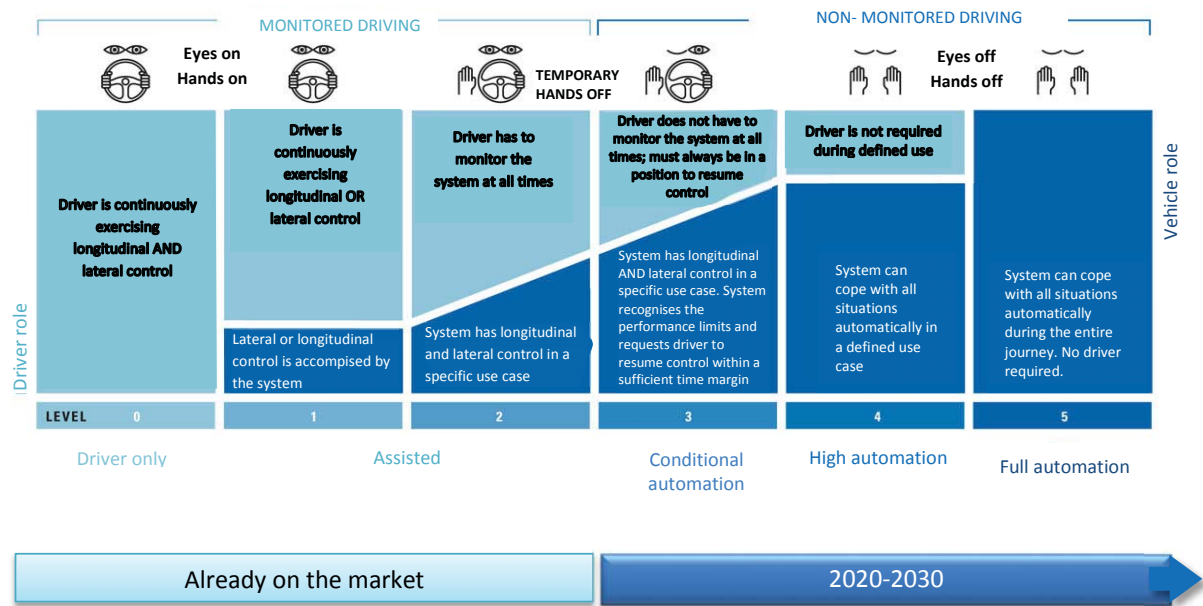 MONITORED DRIVING
NON- MONITORED DRIVING
Eyes on
Hands on
TEMPORARY
HANDS OFF
Eyes off
Hands off
Driver role
Vehicle role
Driver is continuously
exercising
longitudinal AND
lateral control
Driver is
continuously
exercising
longitudinal OR
lateral control
Lateral or longitudinal
control is accompised by
the system
Driver has to
monitor the
system at all times
System has longitudinal
and lateral control in a
specific use case
Driver does not have to
monitor the system at all
times; must always be in a
position to resume
control
System has longitudinal
AND lateral control in a
specific use case. System
recognises the
performance limits and
requests driver to
resume control within a
sufficient time margin
Driver is not required
during defined use
System can
cope with all
situations
automatically in
a defined use
case
System can cope
with all situations
automatically
during the entire
journey. No driver
required.
LEVEL 0 1 2 3 4 5
Driver only
Assisted
Conditional
automation
High automation
Full automation
Already on the market
2020-2030